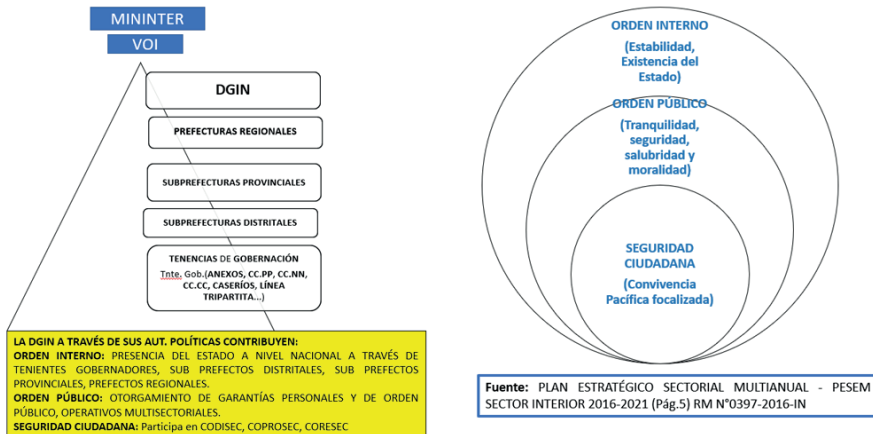 MININTER
VOI
DGIN
PREFECTURAS REGIONALES
SUBPREFECTURAS PROVINCIALES
SUBPREFECTURAS DISTRITALES
TENENCIAS DE GOBERNACIÓN
Tnte. Gob.(ANEXOS, CC.PP, CC.NN,
CC.CC, CASERÍOS, LÍNEA
TRIPARTITA...)
LA DGIN A TRAVÉS DE SUS AUT. POLÍTICAS CONTRIBUYEN:
ORDEN INTERNO: PRESENCIA DEL ESTADO A NIVEL NACIONAL A TRAVÉS DE
TENIENTES GOBERNADORES, SUB PREFECTOS DISTRITALES, SUB PREFECTOS
PROVINCIALES, PREFECTOS REGIONALES.
ORDEN PÚBLICO: OTORGAMIENTO DE GARANTÍAS PERSONALES Y DE ORDEN
PÚBLICO, OPERATIVOS MULTISECTORIALES.
SEGURIDAD CIUDADANA: Participa en CODISEC, COPROSEC, CORESEC
ORDEN INTERNO
(Estabilidad,
Existencia del
Estado)
ORDEN PÚBLICO
(Tranquilidad,
seguridad,
salubridad y
moralidad)
SEGURIDAD
CIUDADANA
(Convivencia
Pacífica focalizada)
Fuente: PLAN ESTRATÉGICO SECTORIAL MULTIANUAL - PESEM
SECTOR INTERIOR 2016-2021 (Pág.5) RM N°0397-2016-IN